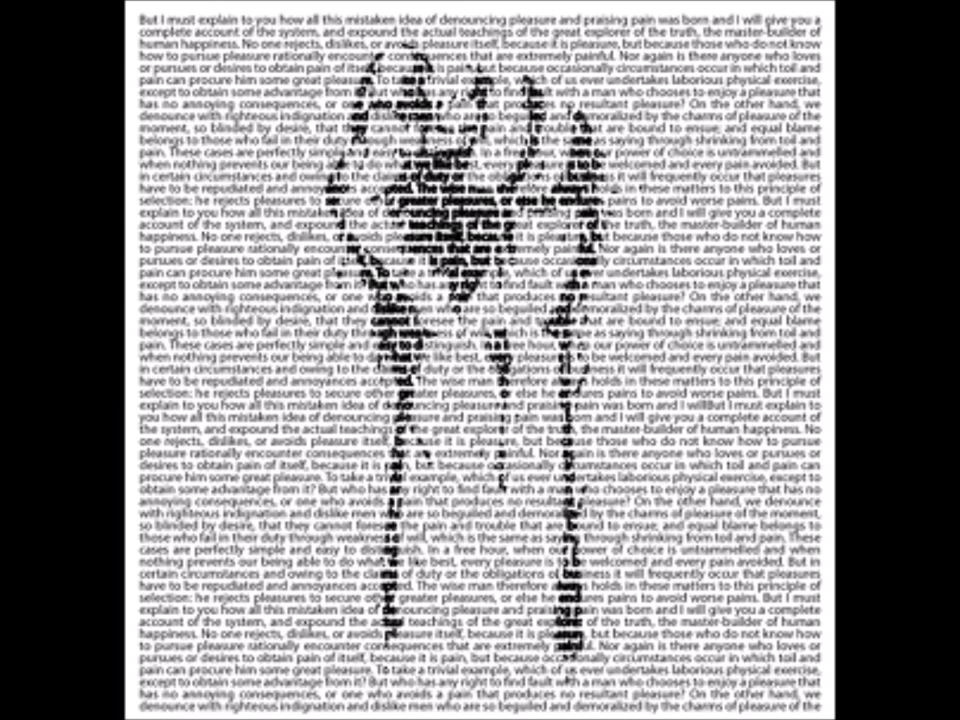 But I must explain to you how all this mistaken idea of denouncing pleasure and praising pain was born and I will give you a
complete account of the system, and expound the actual teachings of the great explorer of the truth, the master-builder of
human happiness. No one rejects, dislikes, or avoids pleasure itself, because it is pleasure, but because those who do not know
how to pursue pleasure rationally encounter consequences that are extremely painful. Nor again is there anyone who loves
or pursues or desires to obtain pain of itself, because it is pain, but because occasionally circumstances occur in which toil and
pain can procure him some great pleasure. To take a trivial example, which of us ever undertakes laborious physical exercise,
except to obtain some advantage from it? But who has any right to find fault with a man who chooses to enjoy a pleasure that
has no annoying consequences, or one who avoids a pain that produces no resultant pleasure? On the other hand, we
denounce with righteous indignation and dislike men who are so beguiled and demoralized by the charms of pleasure of the
moment, so blinded by desire, that they cannot foresee the pain and trouble that are bound to ensue; and equal blame
belongs to those who fail in their duty through weakness of will, which is the same as saying through shrinking from toil and
pain. These cases are perfectly simple and easy to distinguish. In a free hour, when our power of choice is untrammelled and
when nothing prevents our being able to do what we like best, every pleasure is to be welcomed and every pain avoided. But
in certain circumstances and owing to the claims of duty or the obligations of business it will frequently occur that pleasures
have to be repudiated and annoyances accepted. The wise man therefore always holds in these matters to this principle of
selection: he rejects pleasures to secure other greater pleasures, or else he endures pains to avoid worse pains. But I must
explain to you how all this mistaken idea of denouncing pleasure and praising pain was born and I will give you a complete
account of the system, and expound the actual teachings of the great explorer of the truth, the master-builder of human
happiness. No one rejects, dislikes, or avoids pleasure itself, because it is pleasure, but because those who do not know how
to pursue pleasure rationally encounter consequences that are extremely painful. Nor again is there anyone who loves or
pursues or desires to obtain pain of itself, because it is pain, but because occasionally circumstances occur in which toil and
pain can procure him some great pleasure. To take a trivial example, which of us ever undertakes laborious physical exercise,
except to obtain some advantage from it? But who has any right to find fault with a man who chooses to enjoy a pleasure that
has no annoying consequences, or one who avoids a pain that produces no resultant pleasure? On the other hand, we
denounce with righteous indignation and dislike men who are so beguiled and demoralized by the charms of pleasure of the
moment, so blinded by desire, that they cannot foresee the pain and trouble that are bound to ensue; and equal blame
belongs to those who fail in their duty through weakness of will, which is the same as saying through shrinking from toil and
pain. These cases are perfectly simple and easy to distinguish. In a free hour, when our power of choice is untrammelled and
when nothing prevents our being able to do what we like best, every pleasure is to be welcomed and every pain avoided. But
in certain circumstances and owing to the claims of duty or the obligations of business it will frequently occur that pleasures
have to be repudiated and annoyances accepted. The wise man therefore always holds in these matters to this principle of
selection: he rejects pleasures to secure other greater pleasures, or else he endures pains to avoid worse pains. But I must
explain to you how all this mistaken idea of denouncing pleasure and praising pain was born and I willBut I must explain to
you how all this mistaken idea of denouncing pleasure and praising pain was born and I will give you a complete account of
the system, and expound the actual teachings of the great explorer of the truth, the master-builder of human happiness. No
one rejects, dislikes, or avoids pleasure itself, because it is pleasure, but because those who do not know how to pursue
pleasure rationally encounter consequences that are extremely painful. Nor again is there anyone who loves or pursues or
desires to obtain pain of itself, because it is pain, but because occasionally circumstances occur in which toil and pain can
procure him some great pleasure. To take a trivial example, which of us ever undertakes laborious physical exercise, except to
obtain some advantage from it? But who has any right to find fault with a man who chooses to enjoy a pleasure that has no
annoying consequences, or one who avoids a pain that produces no resultant pleasure? On the other hand, we denounce
with righteous indignation and dislike men who are so beguiled and demoralized by the charms of pleasure of the moment,
so blinded by desire, that they cannot foresee the pain and trouble that are bound to ensue; and equal blame belongs to
those who fail in their duty through weakness of will, which is the same as saying through shrinking from toil and pain. These
cases are perfectly simple and easy to distinguish. In a free hour, when our power of choice is untrammelled and when
nothing prevents our being able to do what we like best, every pleasure is to be welcomed and every pain avoided. But in
certain circumstances and owing to the claims of duty or the obligations of business it will frequently occur that pleasures
have to be repudiated and annoyances accepted. The wise man therefore always holds in these matters to this principle of
selection: he rejects pleasures to secure other greater pleasures, or else he endures pains to avoid worse pains. But I must
explain to you how all this mistaken idea of denouncing pleasure and praising pain was born and I will give you a complete
account of the system, and expound the actual teachings of the great explorer of the truth, the master-builder of human
happiness. No one rejects, dislikes, or avoids pleasure itself, because it is pleasure, but because those who do not know how
to pursue pleasure rationally encounter consequences that are extremely painful. Nor again is there anyone who loves or
pursues or desires to obtain pain of itself, because it is pain, but because occasionally circumstances occur in which toil and
pain can procure him some great pleasure. To take a trivial example, which of us ever undertakes laborious physical exercise,
except to obtain some advantage from it? But who has any right to find fault with a man who chooses to enjoy a pleasure that
has no annoying consequences, or one who avoids a pain that produces no resultant pleasure? On the other hand, we
denounce with righteous indignation and dislike men who are so beguiled and demoralized by the charms of pleasure of the